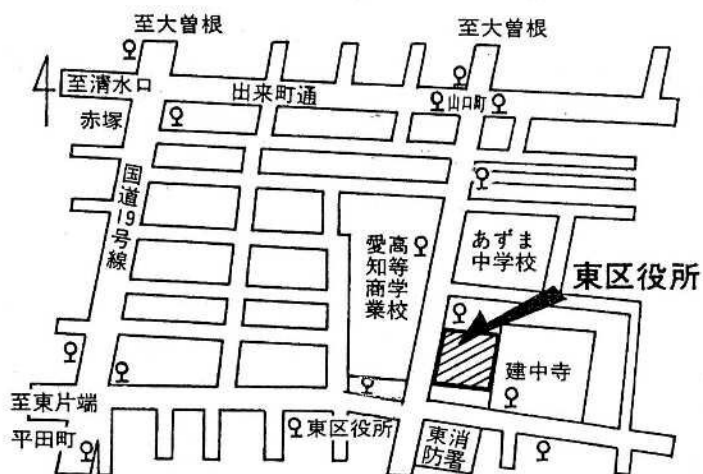 至大曽根
至大曽根
至清水口
出来町通
山口町
赤塚
国道19号線
愛知商業
高等学校
あずま
中学校
東区役所
建中寺
至東片端
平田町
東区役所
東消
防署